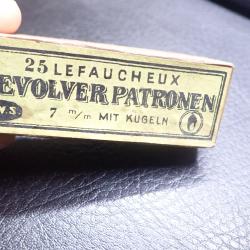 25 LEFAUCHEUX
REVOLVER PATRONEN
7 m/m MIT KUGELN